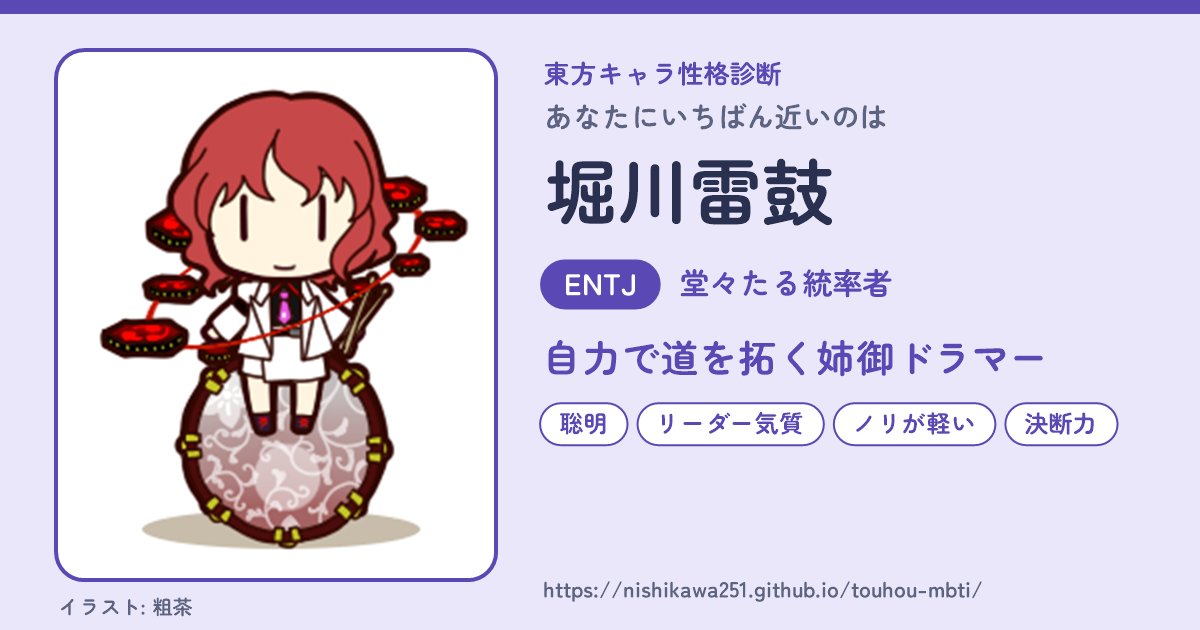 東方キャラ性格診断
あなたにいちばん近いのは
堀川雷鼓
ENTJ 堂々たる統率者
自力で道を拓く姉御ドラマー
聡明 リーダー気質 ノリが軽い 決断力
https://nishikawa251.github.io/touhou-mbti/
イラスト: 粗茶